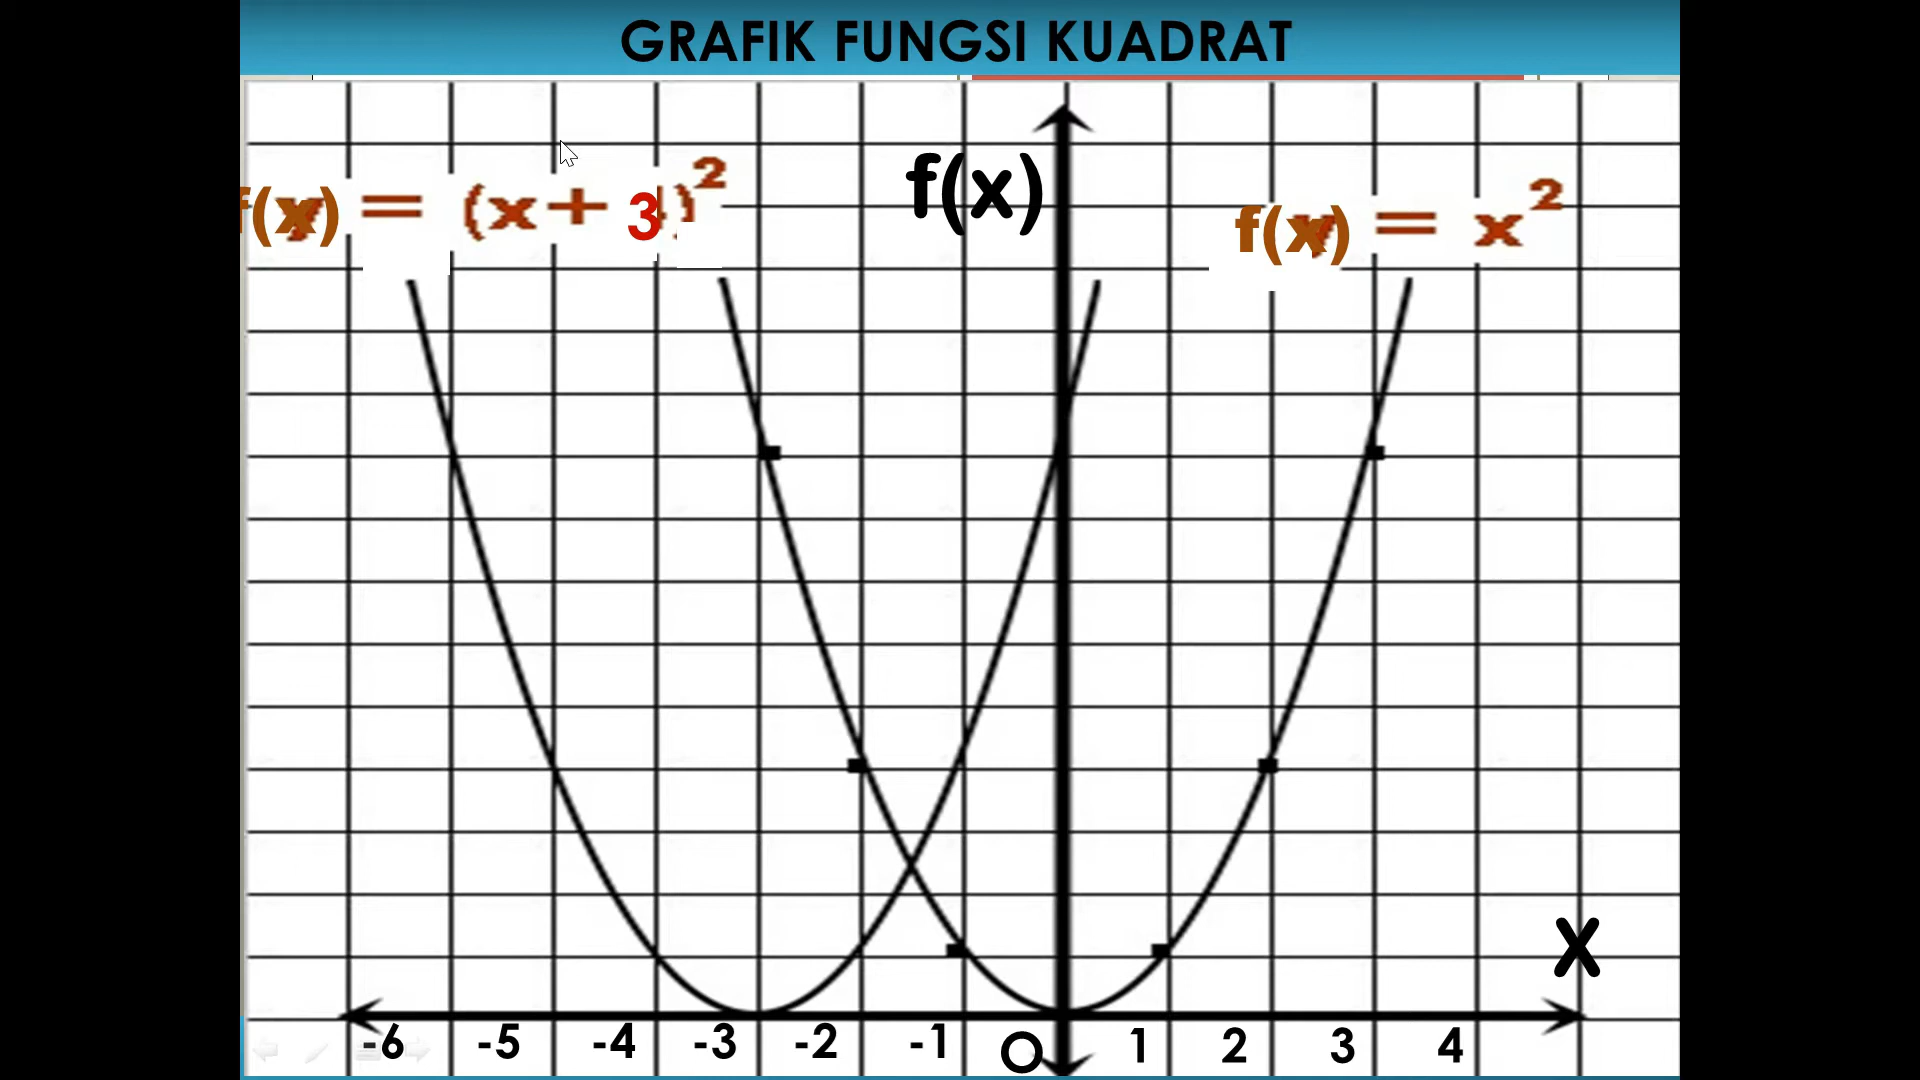 GRAFIK FUNGSI KUADRAT
f(x) = (x + 3)²
f(x)
f(x) = x²
X
-6 -5 -4 -3 -2 -1 O 1 2 3 4